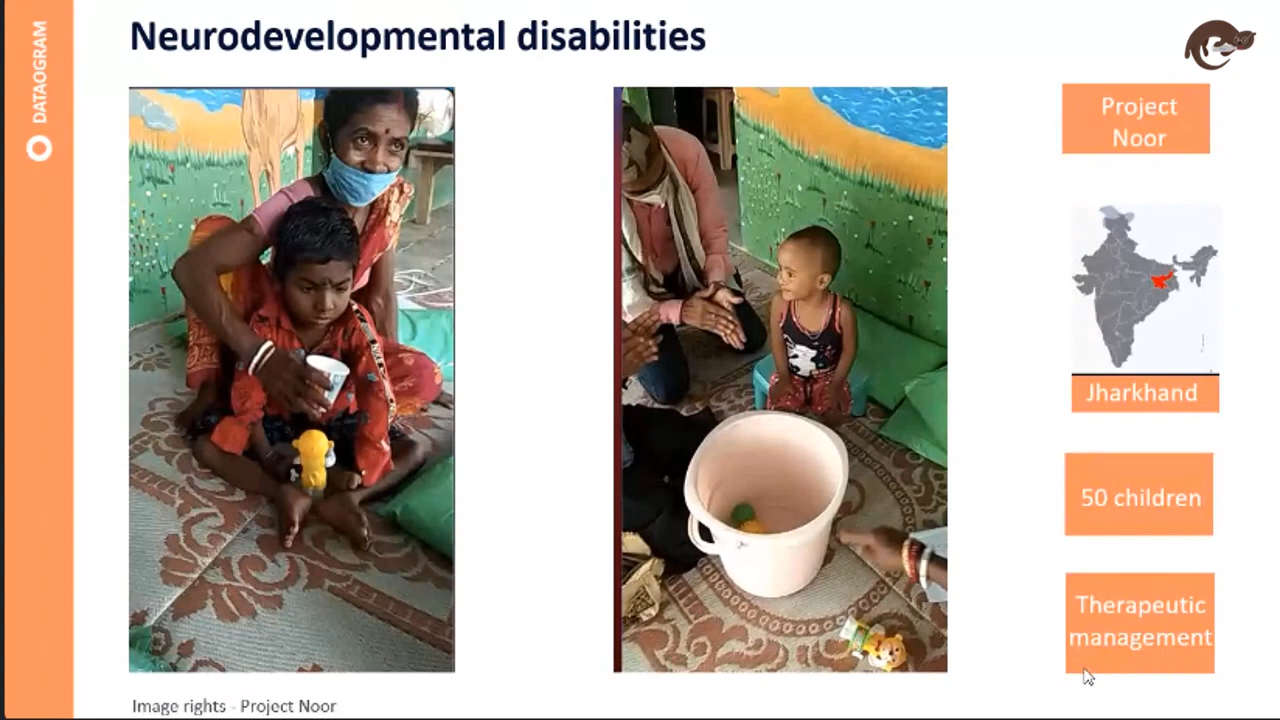 DATAOGRAM
Neurodevelopmental disabilities
Project
Noor
Jharkhand
50 children
Therapeutic
management
Image rights - Project Noor